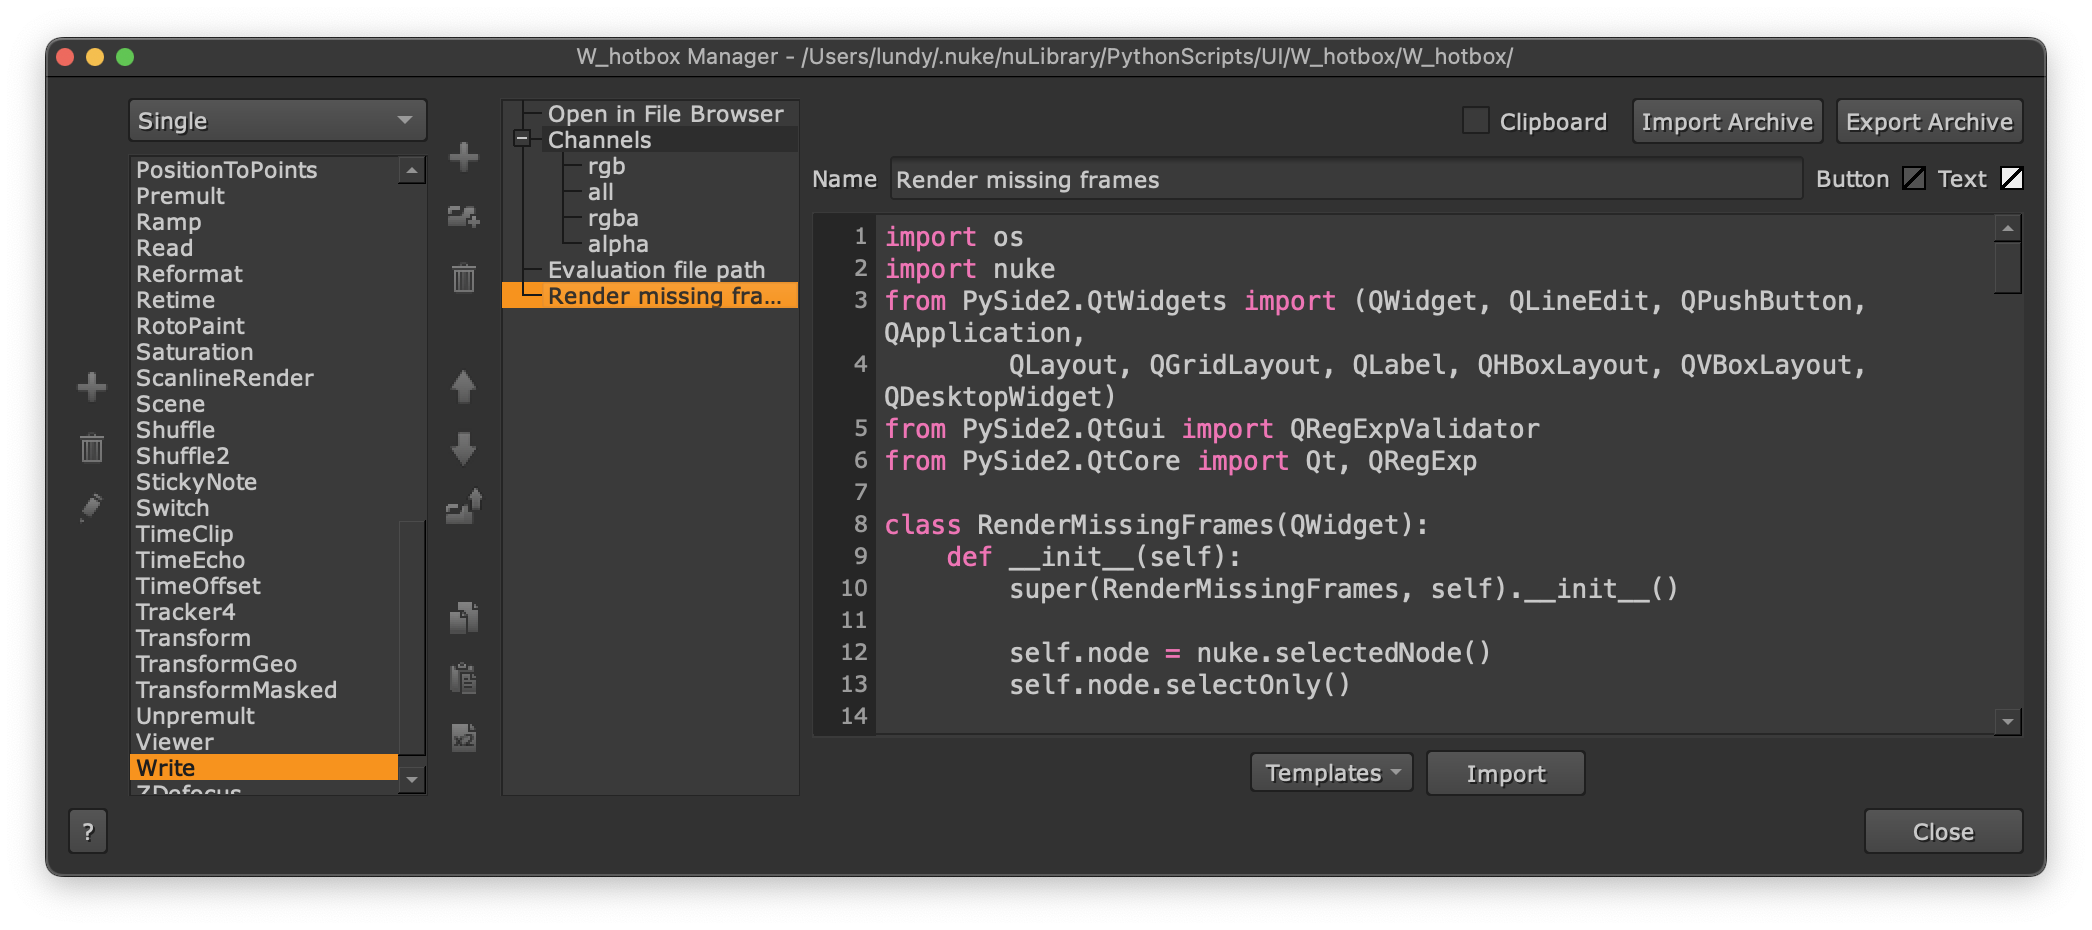 W_hotbox Manager - /Users/lundy/.nuke/nuLibrary/PythonScripts/UI/W_hotbox/W_hotbox/
Single
PositionToPoints
Premult
Ramp
Read
Reformat
Retime
RotoPaint
Saturation
ScanlineRender
Scene
Shuffle
Shuffle2
StickyNote
Switch
TimeClip
TimeEcho
TimeOffset
Tracker4
Transform
TransformGeo
TransformMasked
Unpremult
Viewer
Write
ZDefocus
?
x2
Open in File Browser
Channels
rgb
all
rgba
alpha
Evaluation file path
Render missing fra...
Clipboard
Import Archive
Export Archive
Name
Render missing frames
Button
Text
1 import os
2 import nuke
3 from PySide2.QtWidgets import (QWidget, QLineEdit, QPushButton,
QApplication,
4 QLayout, QGridLayout, QLabel, QHBoxLayout, QVBoxLayout,
QDesktopWidget)
5 from PySide2.QtGui import QRegExpValidator
6 from PySide2.QtCore import Qt, QRegExp
7
8 class RenderMissingFrames(QWidget):
9 def __init__(self):
10 super(RenderMissingFrames, self).__init__()
11
12 self.node = nuke.selectedNode()
13 self.node.selectOnly()
14
Templates
Import
Close